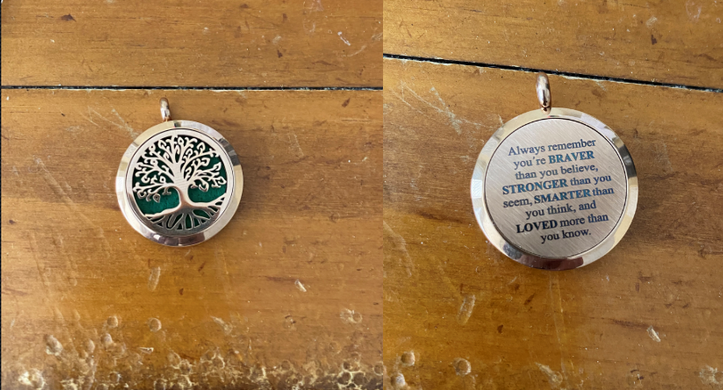 Always remember
you're BRAVER
than you believe,
STRONGER than you
seem, SMARTER than
you think, and
LOVED more than
you know.